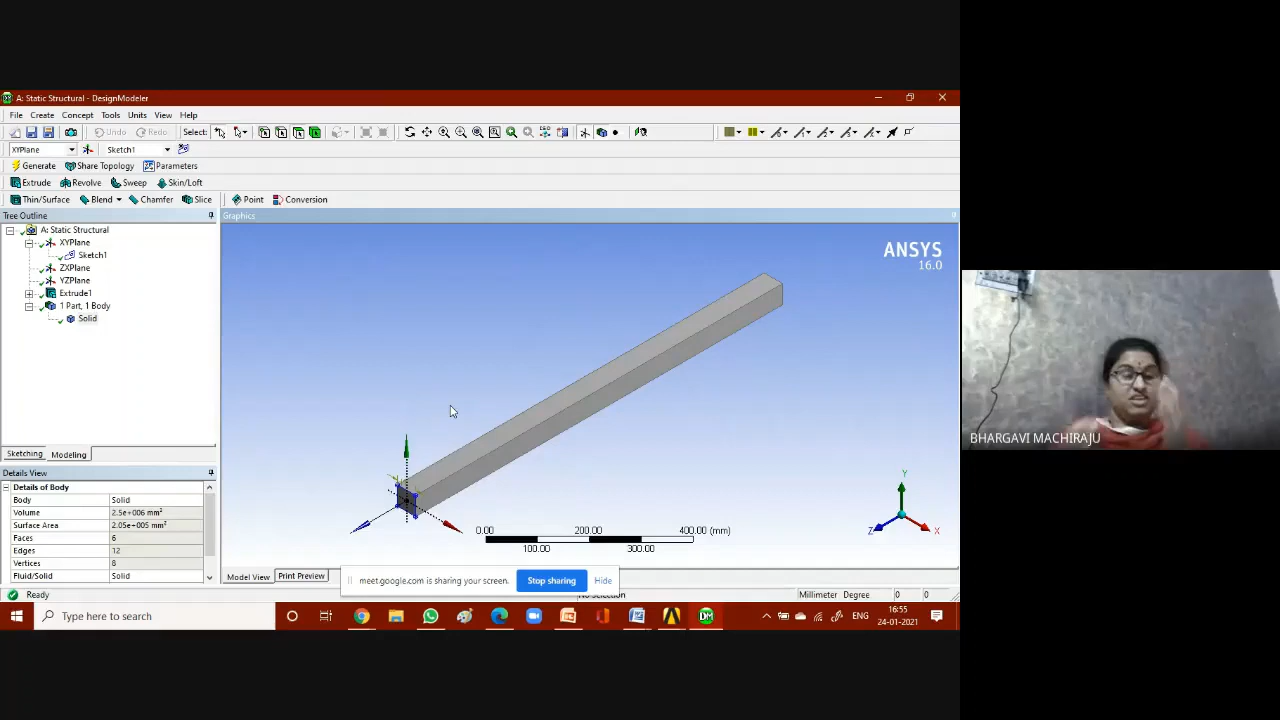 A: Static Structural - DesignModeler
File Create Concept Tools Units View Help
Undo Redo Select:
XYPlane Sketch1
Generate Share Topology Parameters
Extrude Revolve Sweep Skin/Loft
Thin/Surface Blend Chamfer Slice Point Conversion
Tree Outline
A: Static Structural
XYPlane
Sketch1
ZXPlane
YZPlane
Extrude1
1 Part, 1 Body
Solid
Sketching Modeling
Details View
Details of Body
Body Solid
Volume 2.5e+006 mm³
Surface Area 2.05e+005 mm²
Faces 6
Edges 12
Vertices 8
Fluid/Solid Solid
Graphics
ANSYS
16.0
0.00 200.00 400.00 (mm)
100.00 300.00
Y
Z X
Model View Print Preview
meet.google.com is sharing your screen. Stop sharing Hide
Ready No Selection Millimeter Degree 0 0
Type here to search
ENG
16:55
24-01-2021
BHARGAVI MACHIRAJU